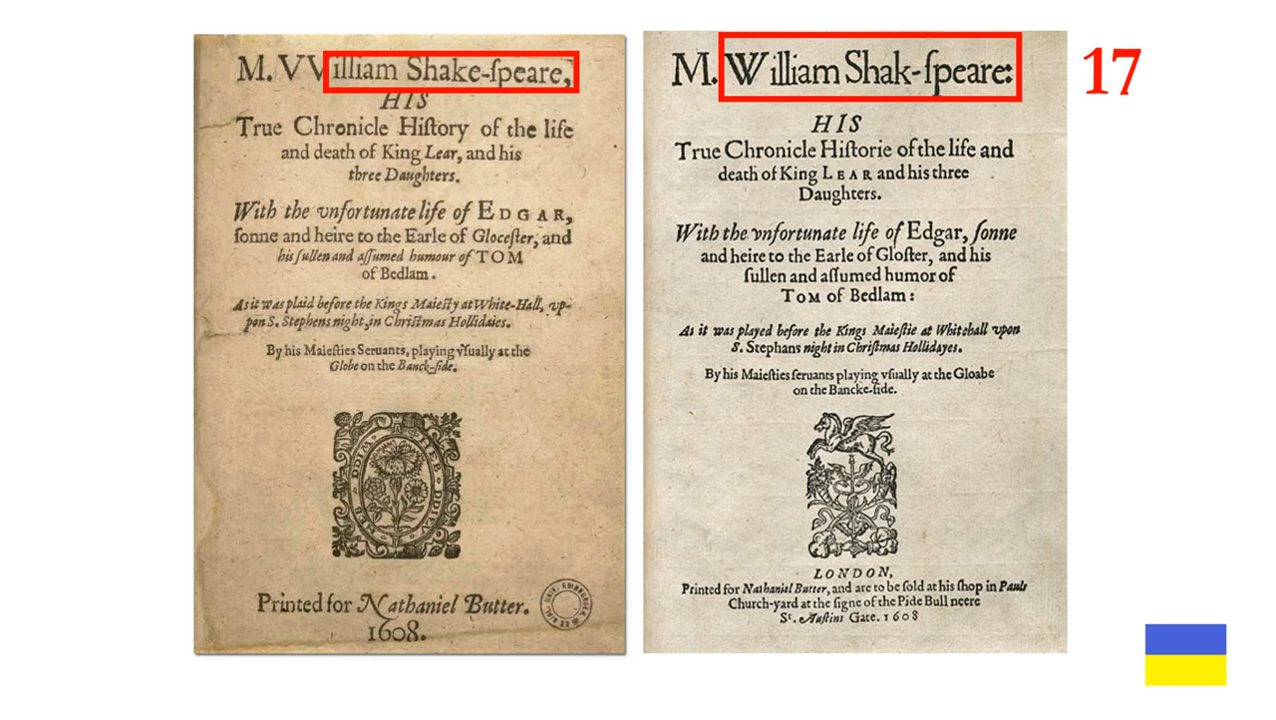 M. VVilliam Shake-ſpeare,
HIS
True Chronicle Hiſtory of the life
and death of King Lear, and his
three Daughters.
With the vnfortunate life of EDGAR,
ſonne and heire to the Earle of Gloceſter, and
his ſullen and aſſumed humour of TOM
of Bedlam.
As it was plaid before the Kings Maieſty at White-Hall, vp-
pon S. Stephens night, in Chriſtmas Hollidaies.
By his Maieſties Seruants, playing vſually at the
Globe on the Banck-ſide.
Printed for Nathaniel Butter.
1608.
M. William Shak-ſpeare:
HIS
True Chronicle Hiſtorie of the life and
death of King LEAR and his three
Daughters.
With the vnfortunate life of Edgar, ſonne
and heire to the Earle of Gloſter, and his
ſullen and aſſumed humor of
TOM of Bedlam:
As it was played before the Kings Maieſtie at Whitehall vpon
S. Stephans night in Chriſtmas Hollidayes.
By his Maieſties ſeruants playing vſually at the Gloabe
on the Bancke-ſide.
LONDON,
Printed for Nathaniel Butter, and are to be ſold at his ſhop in Pauls
Church-yard at the ſigne of the Pide Bull neere
St. Auſtins Gate. 1608
17